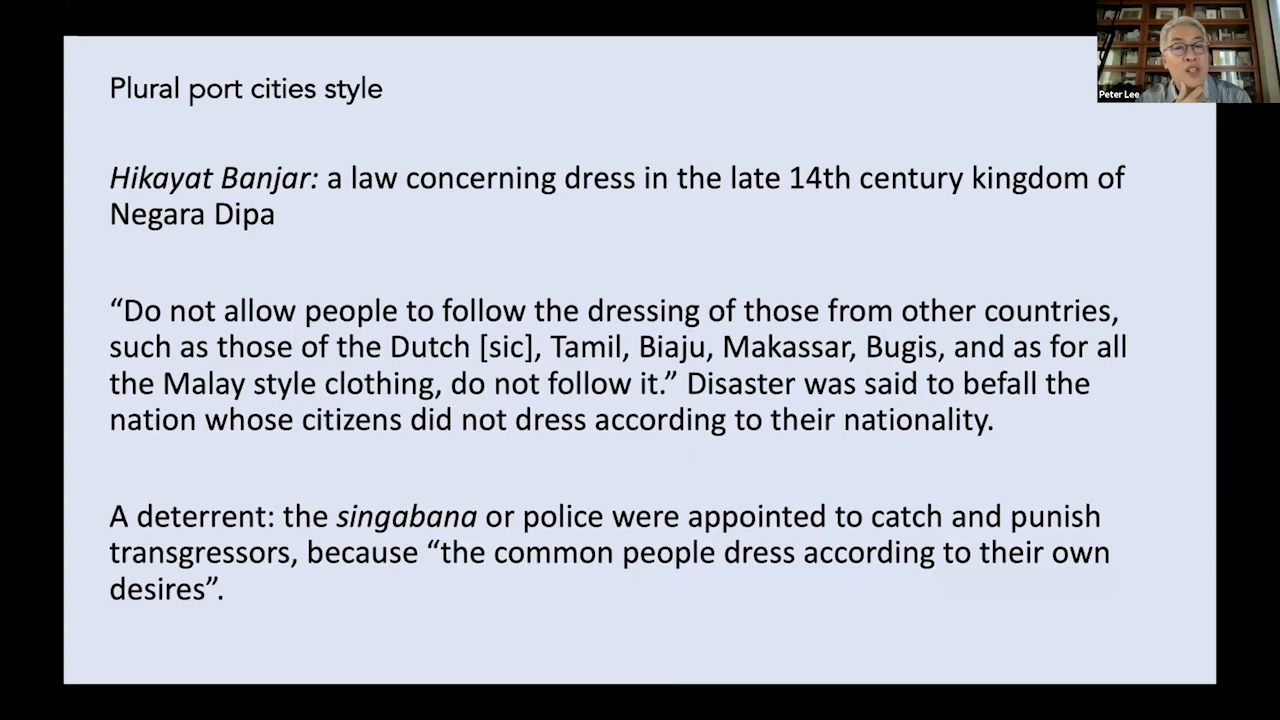 Plural port cities style
Peter Lee
Hikayat Banjar: a law concerning dress in the late 14th century kingdom of
Negara Dipa
“Do not allow people to follow the dressing of those from other countries,
such as those of the Dutch [sic], Tamil, Biaju, Makassar, Bugis, and as for all
the Malay style clothing, do not follow it.” Disaster was said to befall the
nation whose citizens did not dress according to their nationality.
A deterrent: the singabana or police were appointed to catch and punish
transgressors, because “the common people dress according to their own
desires”.